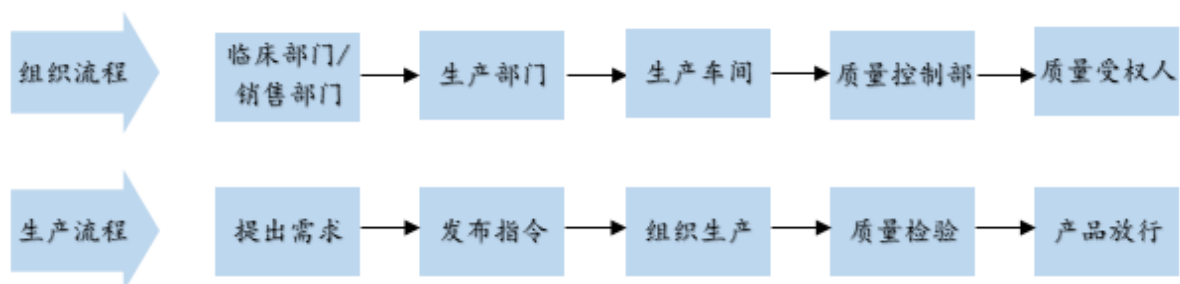 组织流程
临床部门/
销售部门
生产部门
生产车间
质量控制部
质量受权人
生产流程
提出需求
发布指令
组织生产
质量检验
产品放行